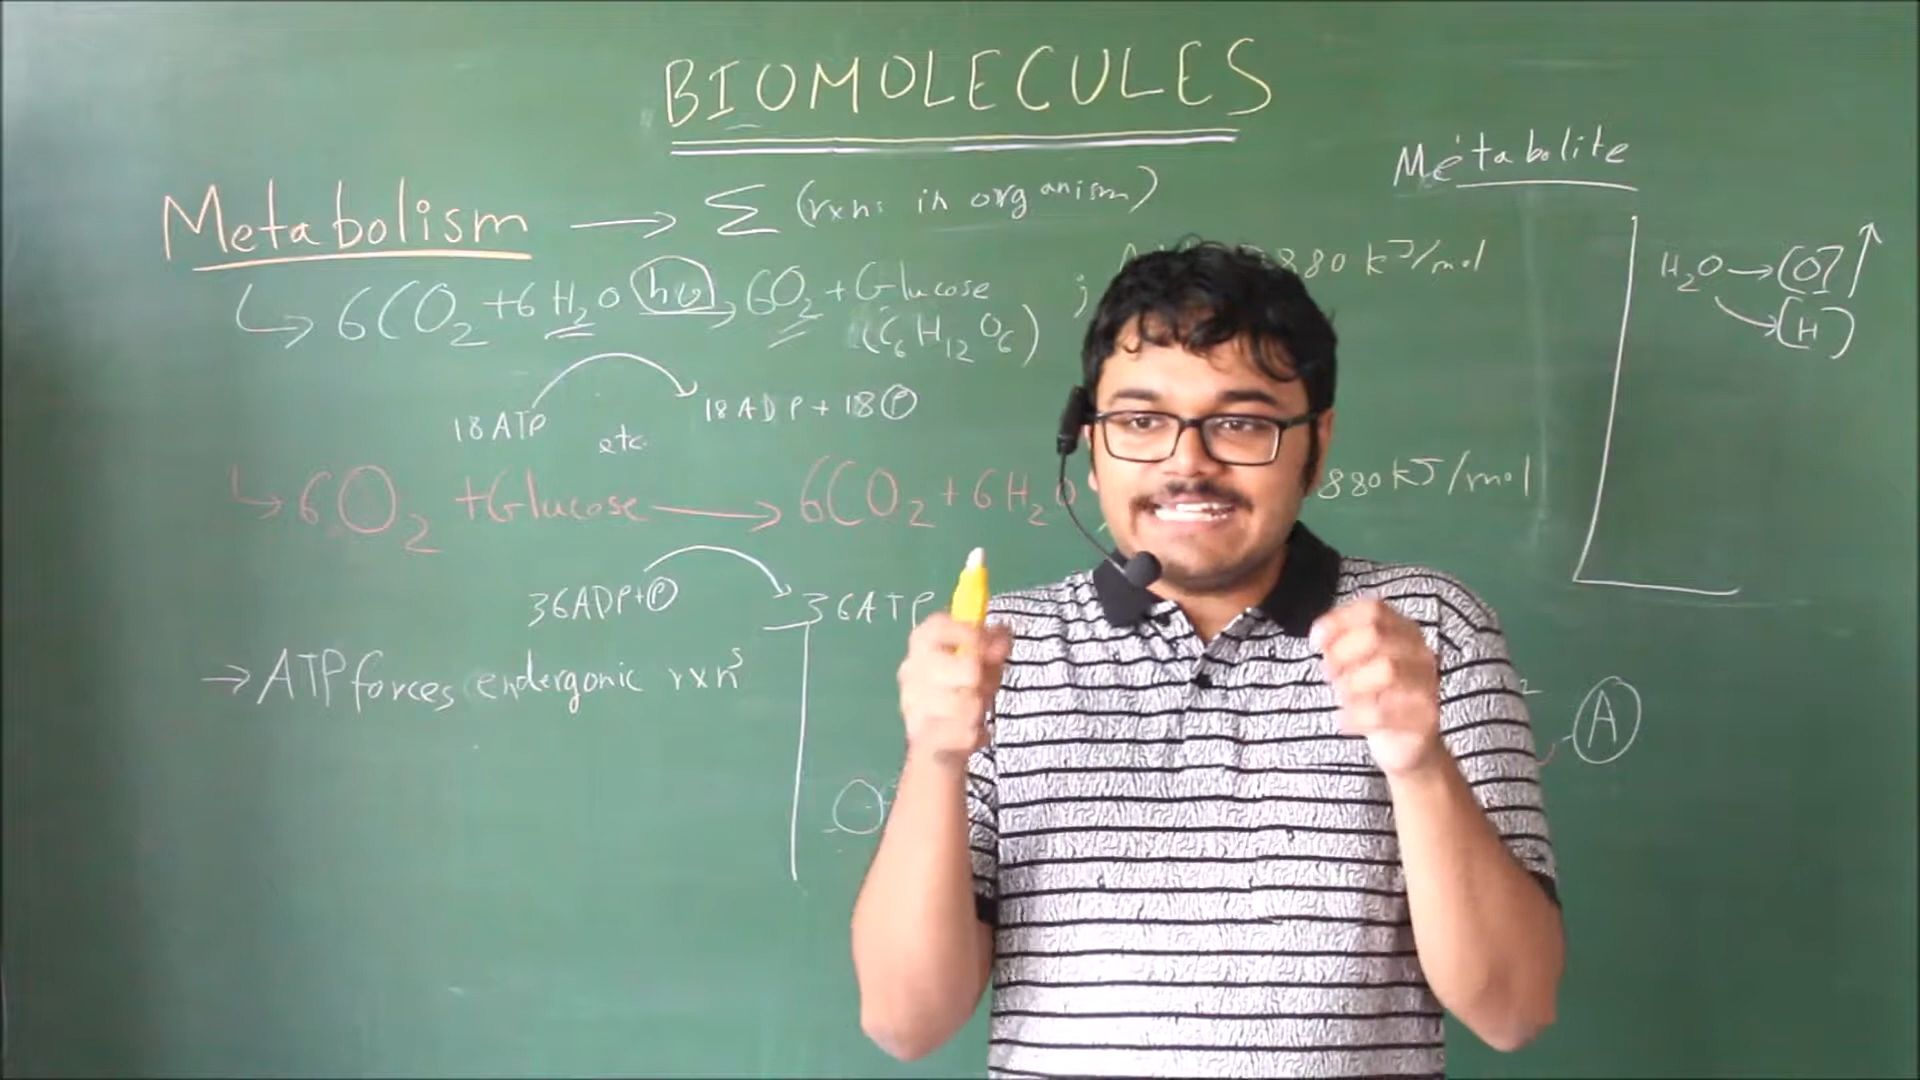 BIOMOLECULES
Metabolite
Metabolism → Σ (rxns in organism)
↳ 6CO₂ + 6H₂O hν → 6O₂ + Glucose ; 880 kJ/mol
(C₆H₁₂O₆)
H₂O → [O] ↑
[H]
18ATP etc. 18ADP + 18Ⓟ
↳ 6O₂ + Glucose → 6CO₂ + 6H₂O 880 kJ/mol
36ADP + Ⓟ 36ATP
→ ATP forces endergonic rxnˢ
Ⓐ